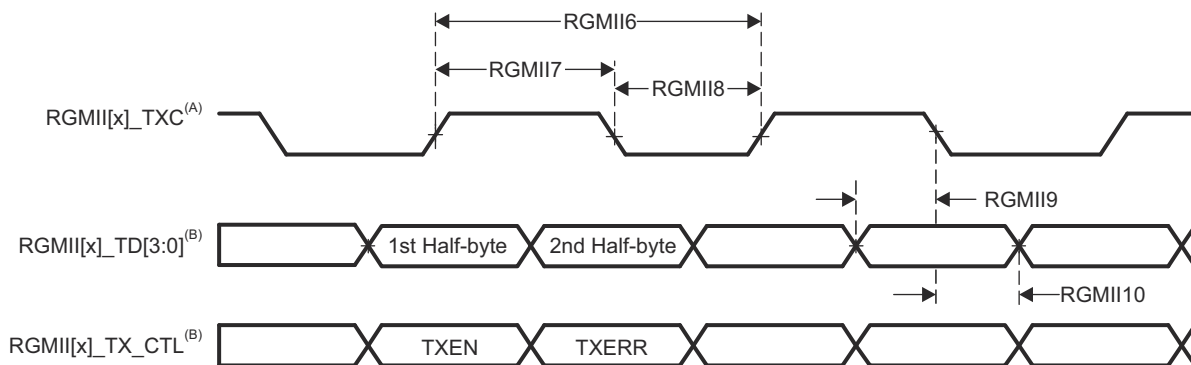 RGMII6
RGMII7
RGMII8
RGMII[x]_TXC(A)
RGMII9
RGMII[x]_TD[3:0](B)
1st Half-byte
2nd Half-byte
RGMII10
RGMII[x]_TX_CTL(B)
TXEN
TXERR